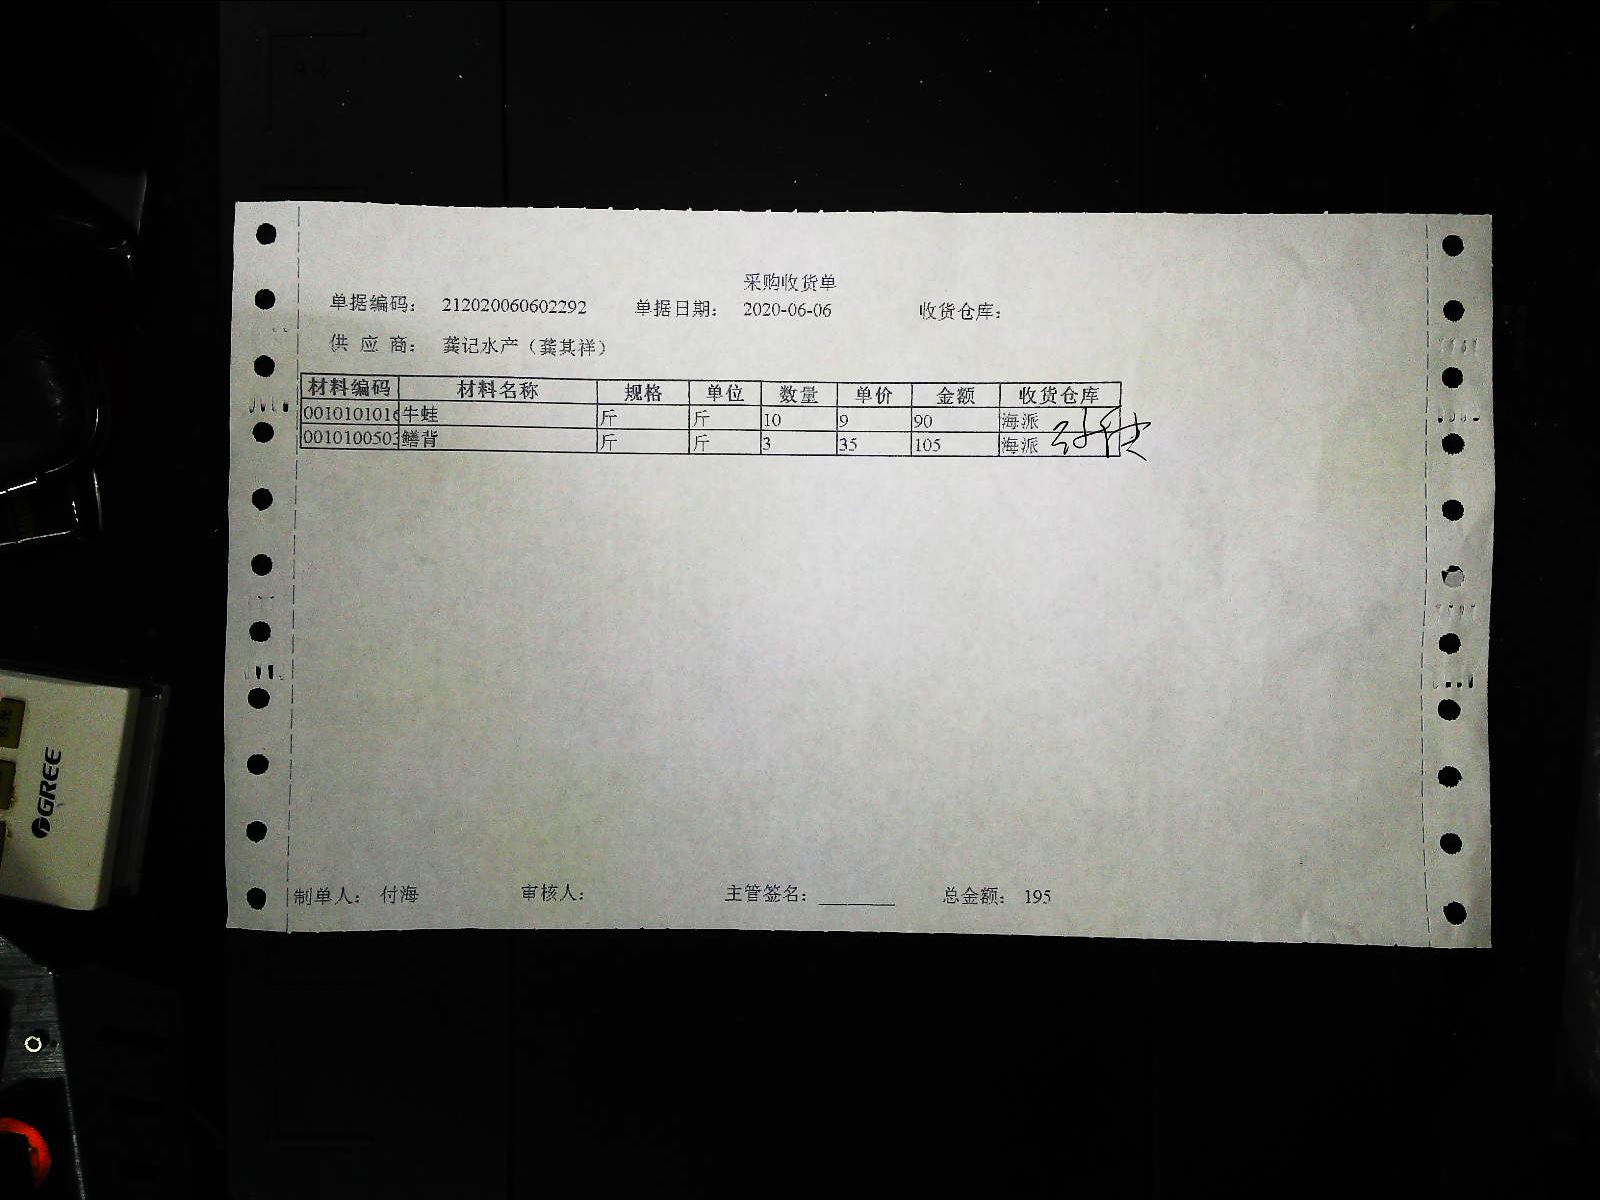 采购收货单
单据编码: 212020060602292 单据日期: 2020-06-06 收货仓库:
供应商: 龚记水产（龚其祥）
材料编码 材料名称 规格 单位 数量 单价 金额 收货仓库
001010101 牛蛙 斤 斤 10 9 90 海派
0010100503 鳝背 斤 斤 3 35 105 海派
制单人: 付海 审核人: 主管签名: 总金额: 195
GREE